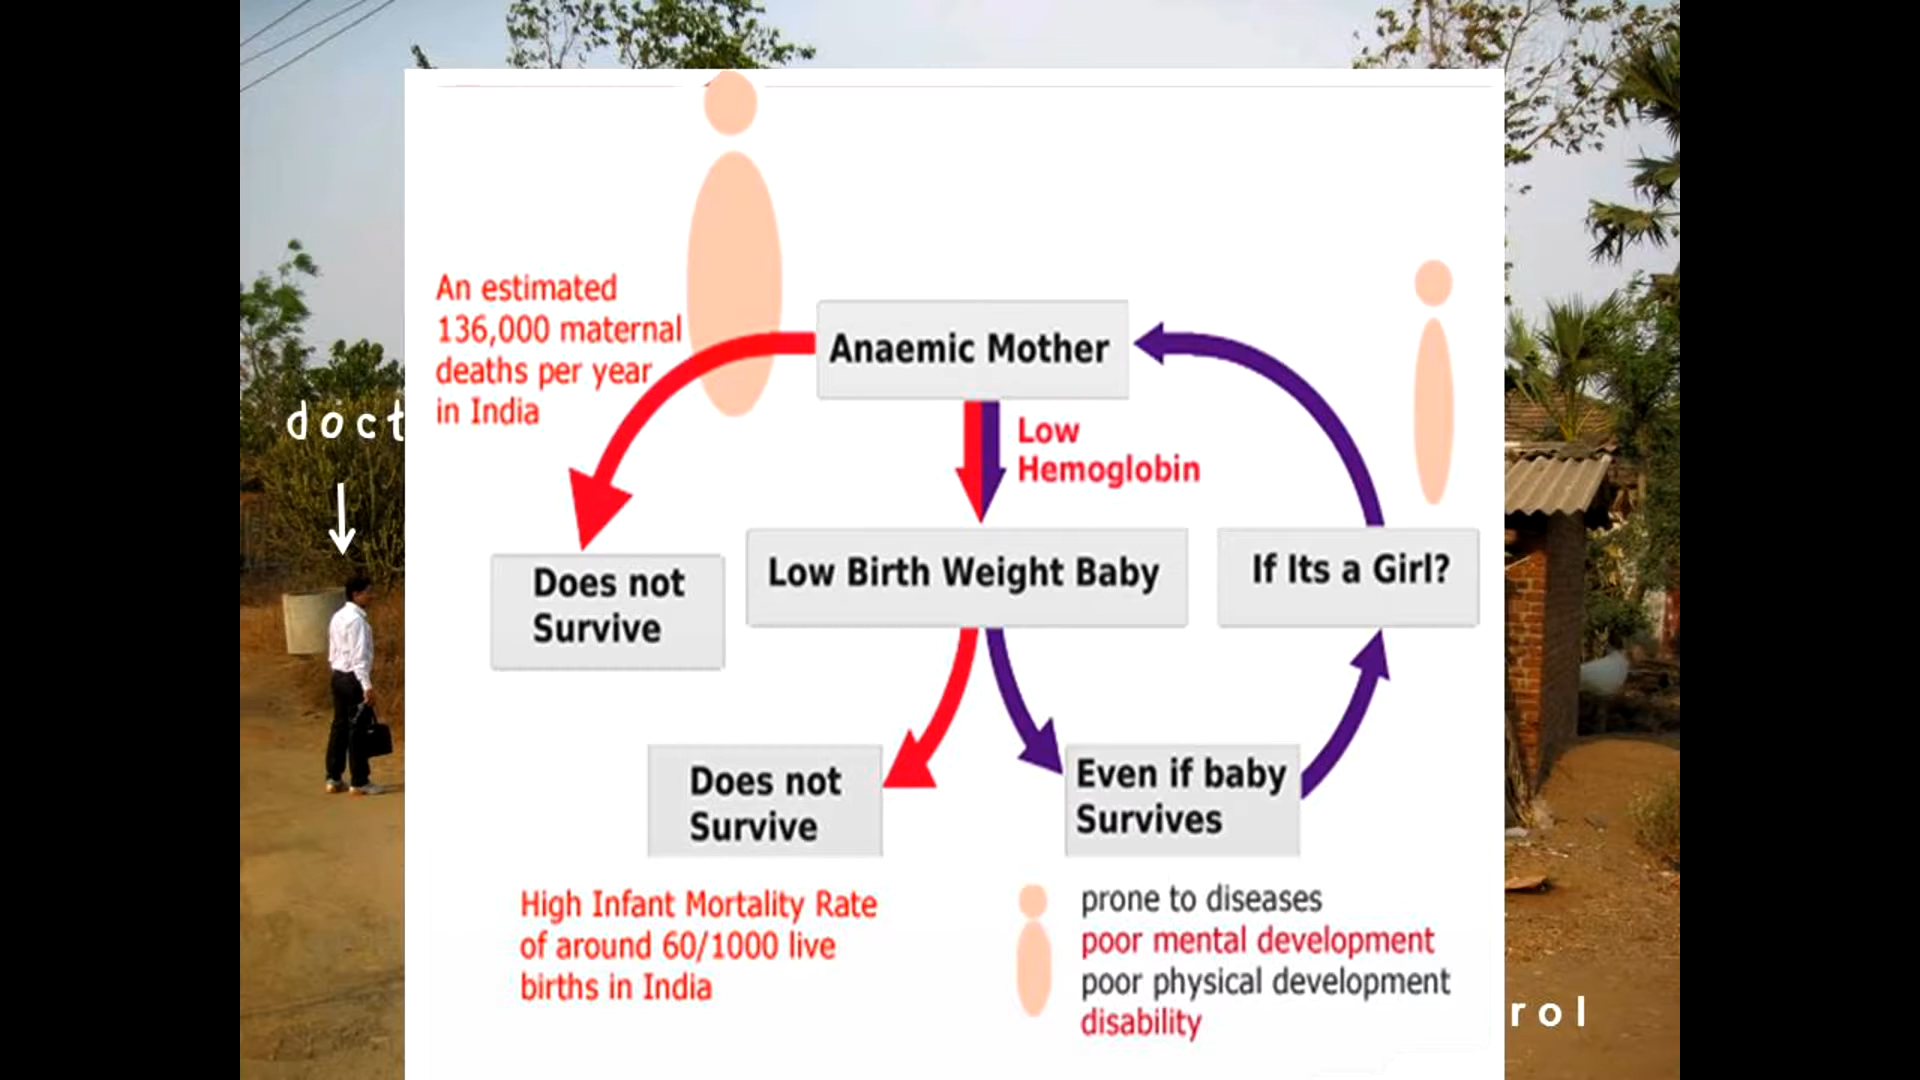 An estimated
136,000 maternal
deaths per year
in India
Anaemic Mother
Low
Hemoglobin
doct
Does not
Survive
Low Birth Weight Baby
If Its a Girl?
Does not
Survive
Even if baby
Survives
High Infant Mortality Rate
of around 60/1000 live
births in India
prone to diseases
poor mental development
poor physical development
disability
rol